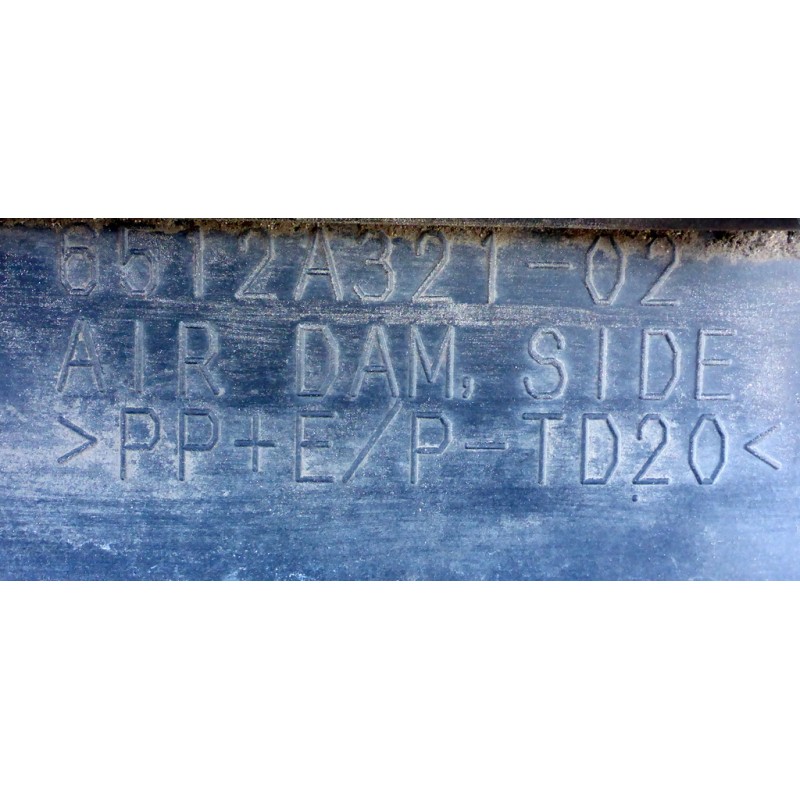 6512A321-02
AIR DAM, SIDE
>PP+E/P-TD20<